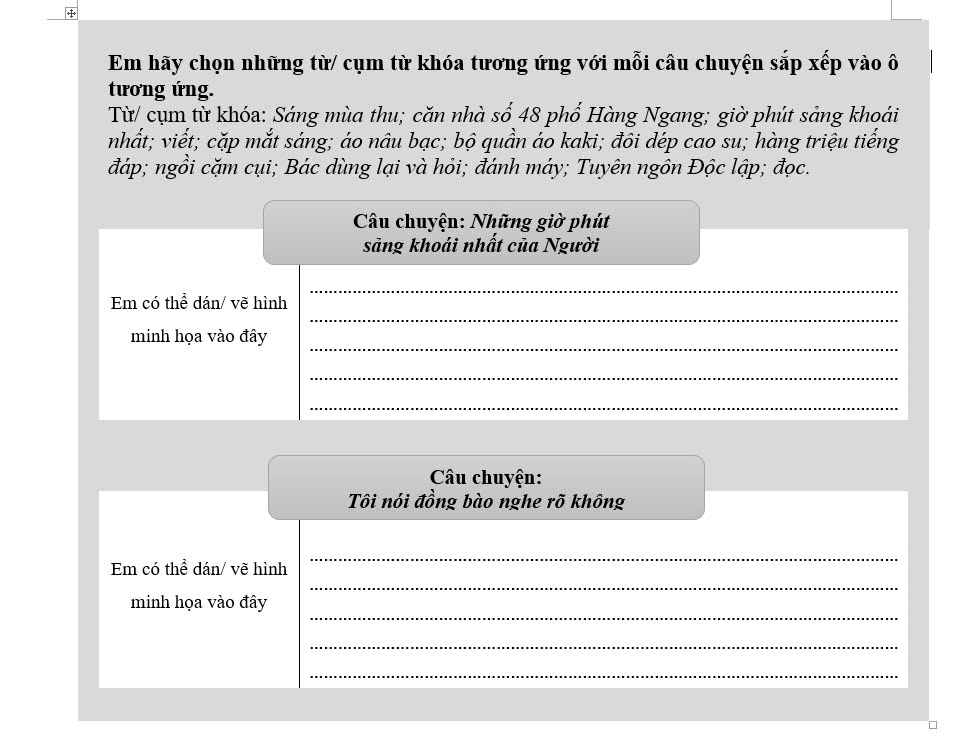 Em hãy chọn những từ/ cụm từ khóa tương ứng với mỗi câu chuyện sắp xếp vào ô
tương ứng.
Từ/ cụm từ khóa: Sáng mùa thu; căn nhà số 48 phố Hàng Ngang; giờ phút sảng khoái
nhất; viết; cặp mắt sáng; áo nâu bạc; bộ quần áo kaki; đôi dép cao su; hàng triệu tiếng
đáp; ngồi cặm cụi; Bác dừng lại và hỏi; đánh máy; Tuyên ngôn Độc lập; đọc.
Câu chuyện: Những giờ phút
sảng khoái nhất của Người
Em có thể dán/ vẽ hình
minh họa vào đây
Câu chuyện:
Tôi nói đồng bào nghe rõ không
Em có thể dán/ vẽ hình
minh họa vào đây